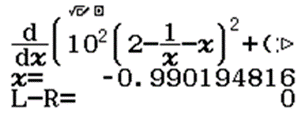 √☐ D
d/dx(10²(2-1/x-x)²+(:▷
x= -0.990194816
L-R= 0